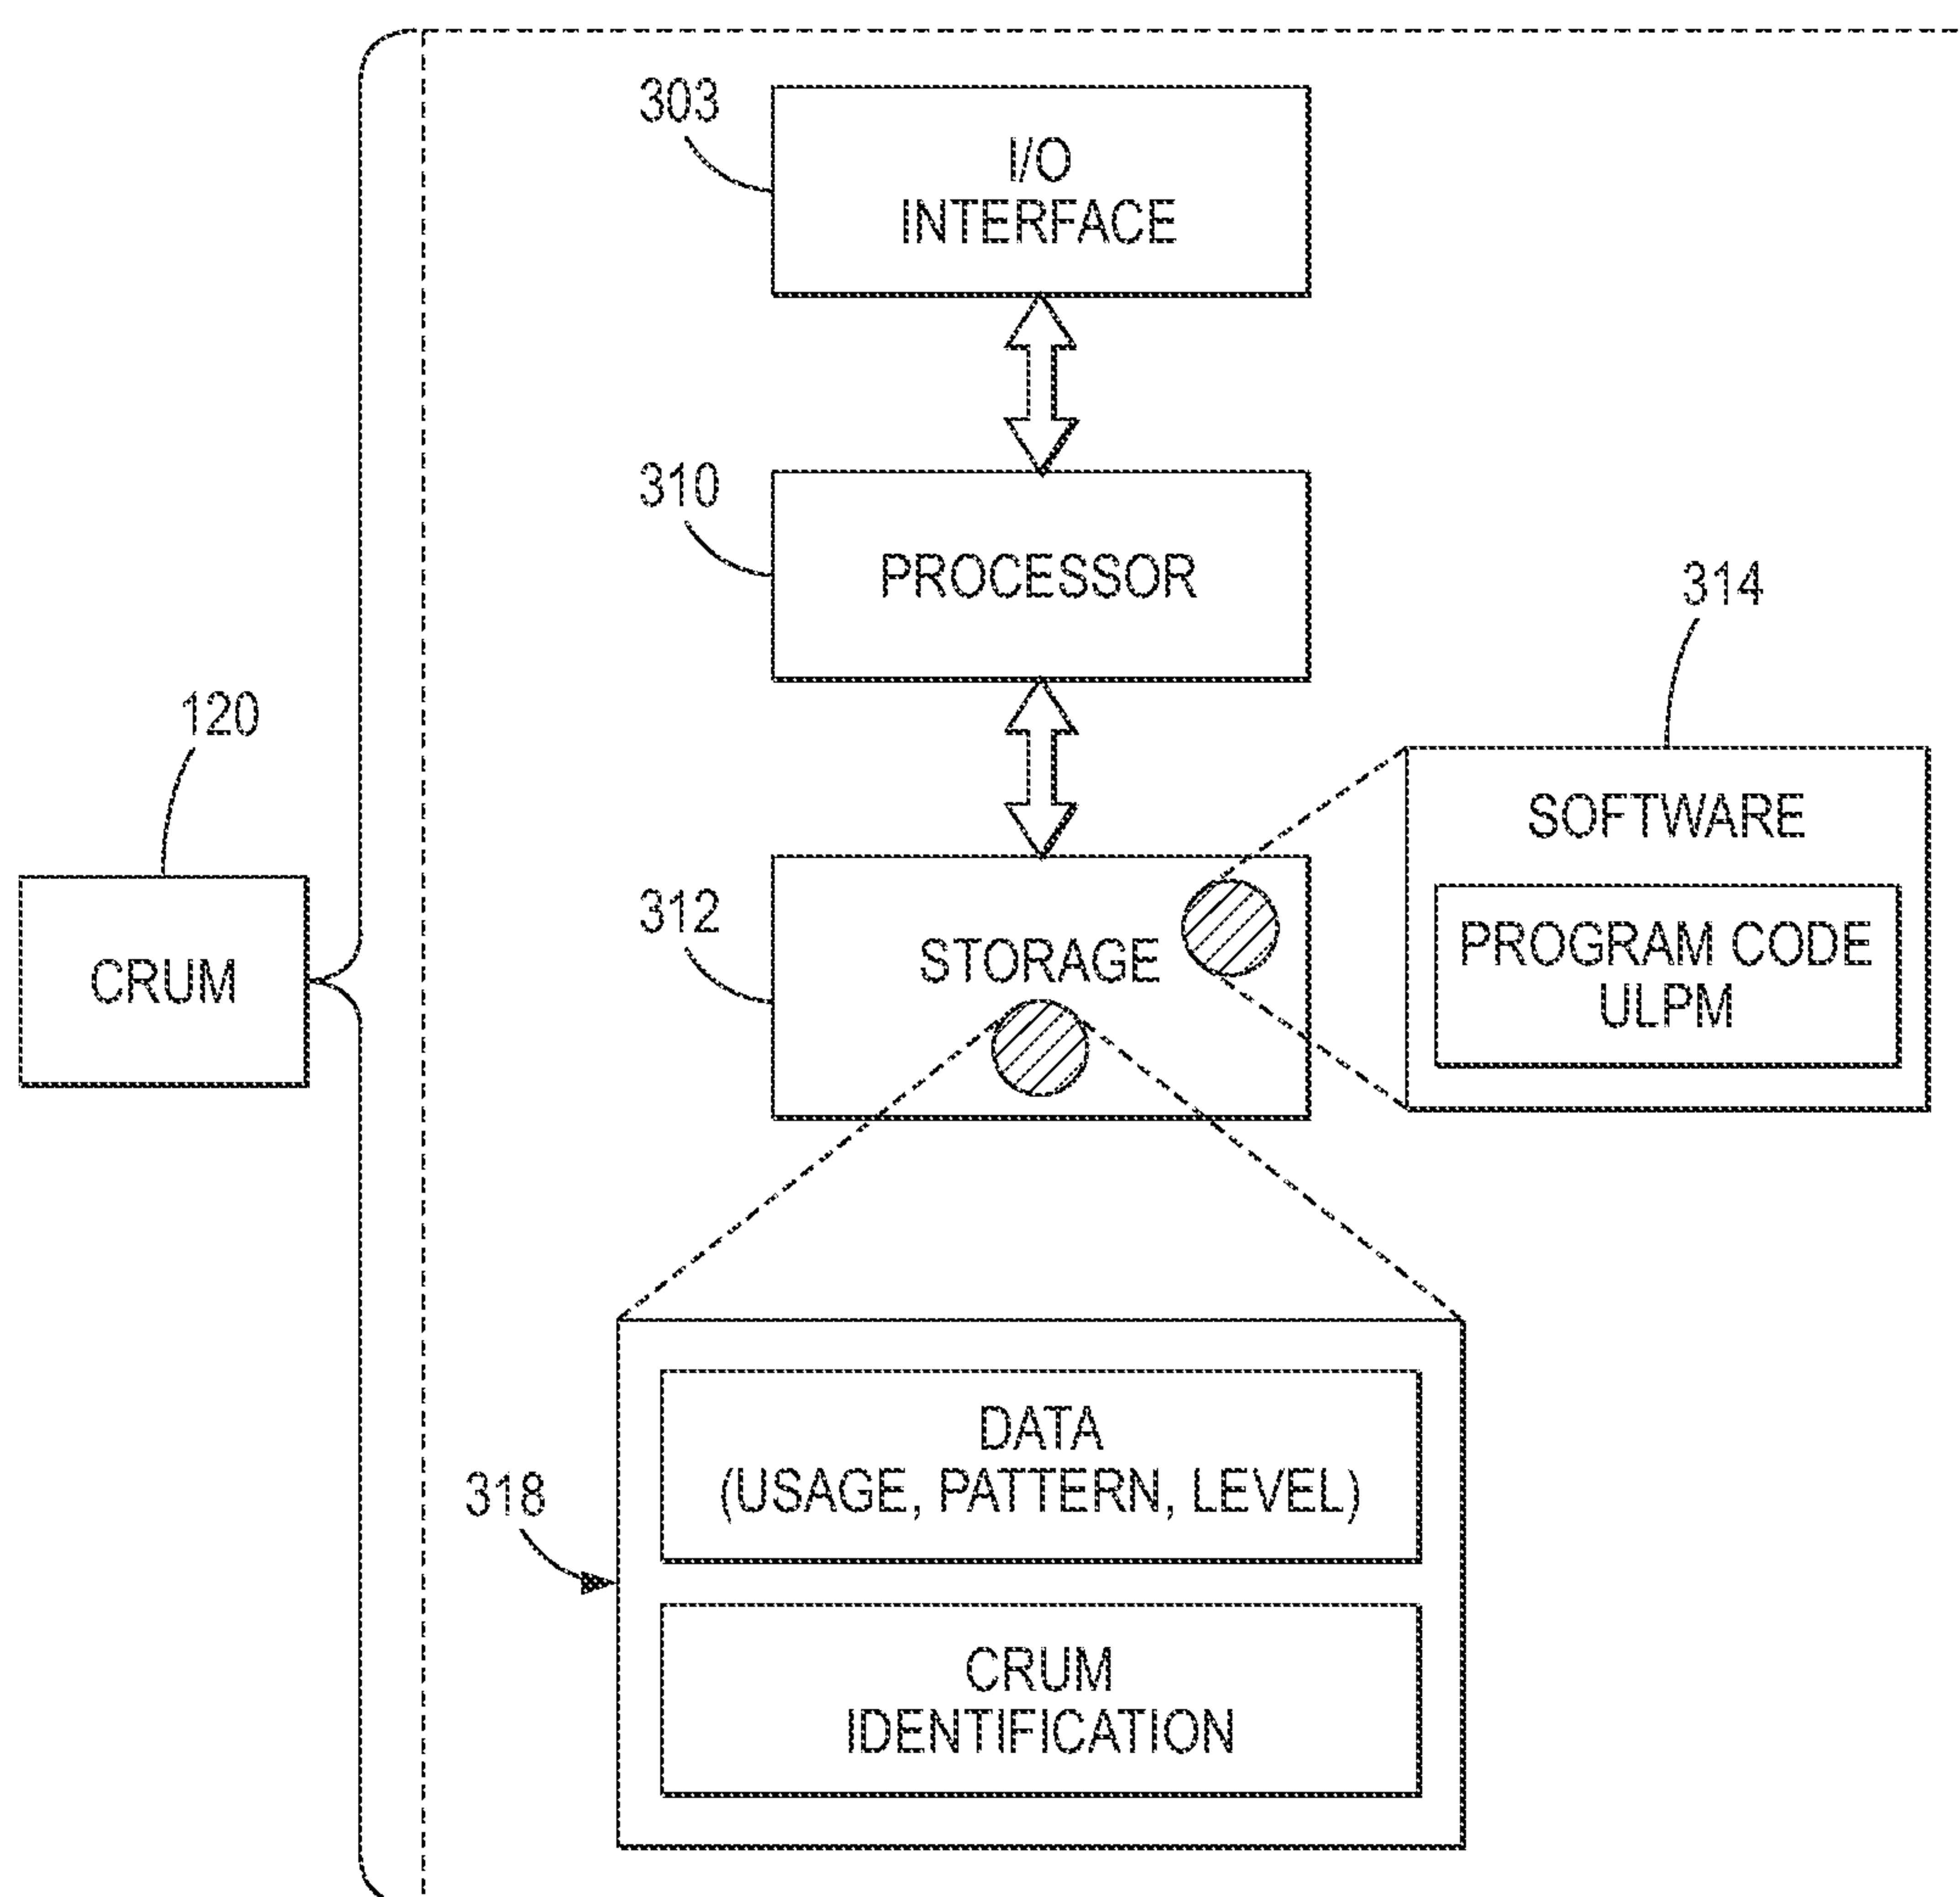 303
I/O
INTERFACE
310
PROCESSOR
314
120
SOFTWARE
312
STORAGE
PROGRAM CODE
ULPM
CRUM
DATA
(USAGE, PATTERN, LEVEL)
318
CRUM
IDENTIFICATION